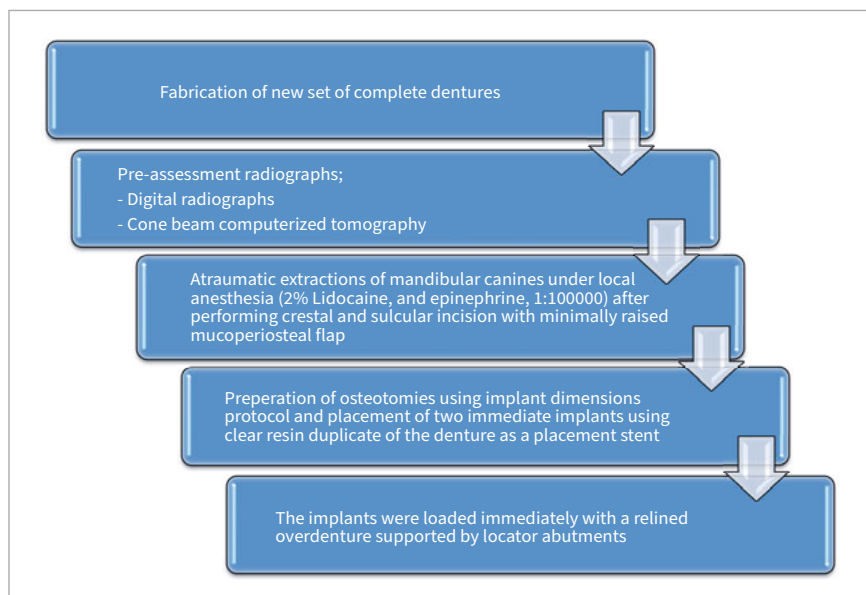 Fabrication of new set of complete dentures
Pre-assessment radiographs;
- Digital radiographs
- Cone beam computerized tomography
Atraumatic extractions of mandibular canines under local
anesthesia (2% Lidocaine, and epinephrine, 1:100000) after
performing crestal and sulcular incision with minimally raised
mucoperiosteal flap
Preperation of osteotomies using implant dimensions
protocol and placement of two immediate implants using
clear resin duplicate of the denture as a placement stent
The implants were loaded immediately with a relined
overdenture supported by locator abutments